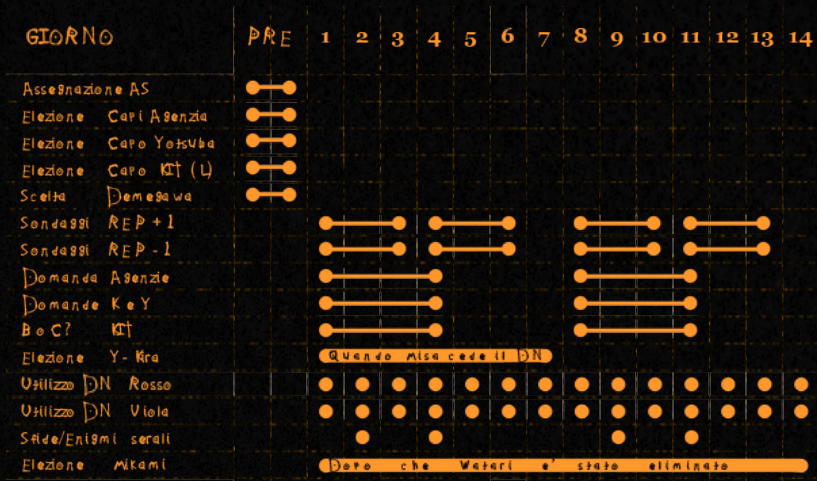 GIORNO PRE 1 2 3 4 5 6 7 8 9 10 11 12 13 14
Assegnazione AS
Elezione Capi Agenzia
Elezione Capo Yotsuba
Elezione Capo KIT (L)
Scelta Demegawa
Sondaggi REP +1
Sondaggi REP -1
Domanda Agenzie
Domande K e Y
B o C? KIT
Elezione Y-Kira Quando misa cede il DN
Utilizzo DN Rosso
Utilizzo DN Viola
Sfide/Enigmi serali
Elezione Mikami Dopo che Watari e' stato eliminato